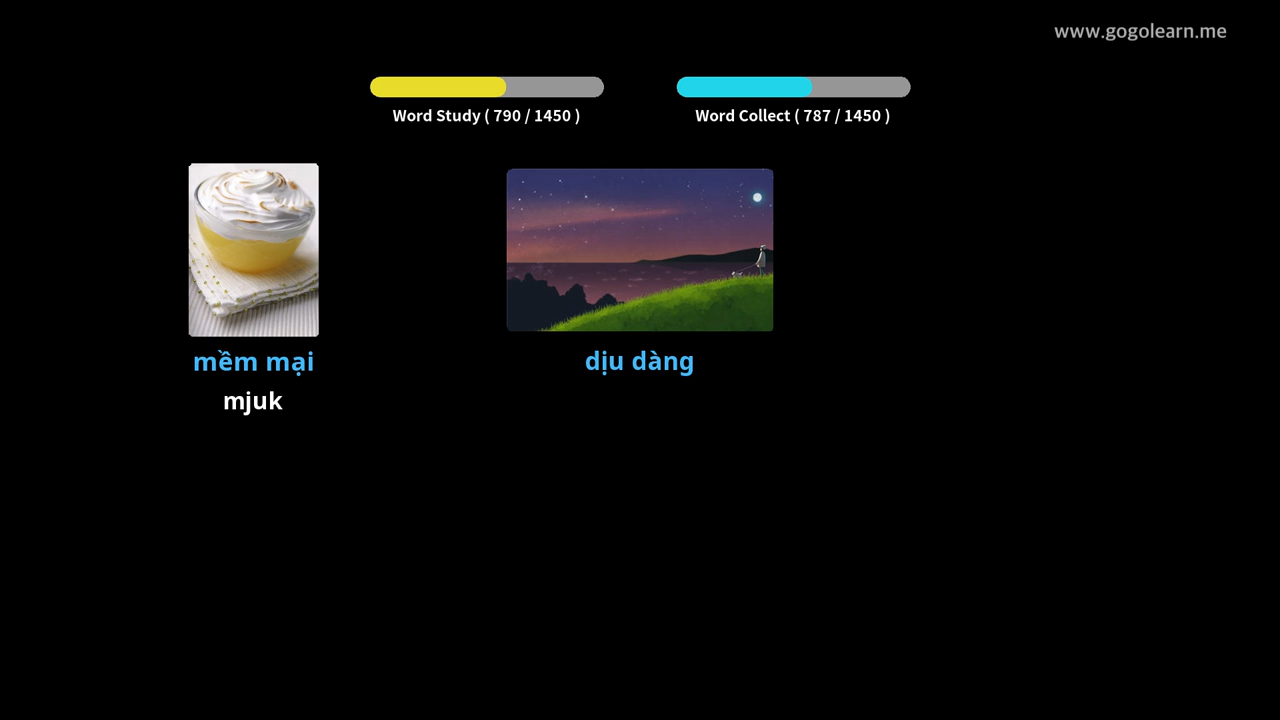 www.gogolearn.me
Word Study ( 790 / 1450 )
Word Collect ( 787 / 1450 )
mềm mại
mjuk
dịu dàng